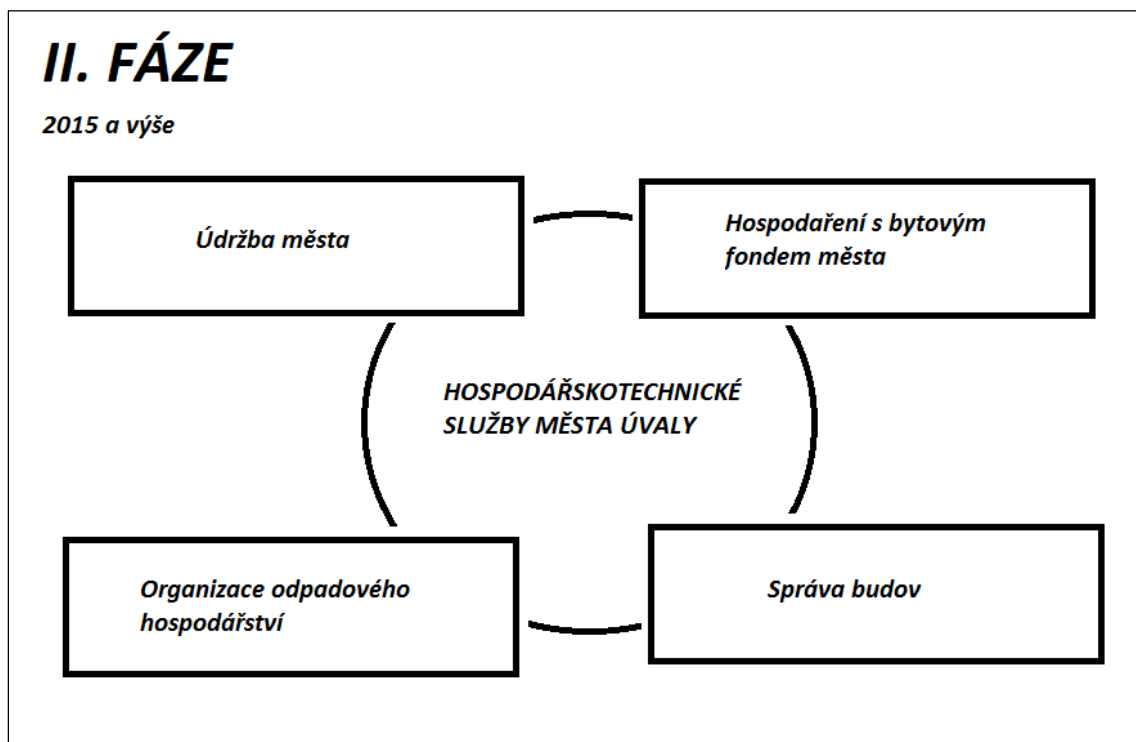 II. FÁZE
2015 a výše
Údržba města
Hospodaření s bytovým
fondem města
HOSPODÁŘSKOTECHNICKÉ
SLUŽBY MĚSTA ÚVALY
Organizace odpadového
hospodářství
Správa budov